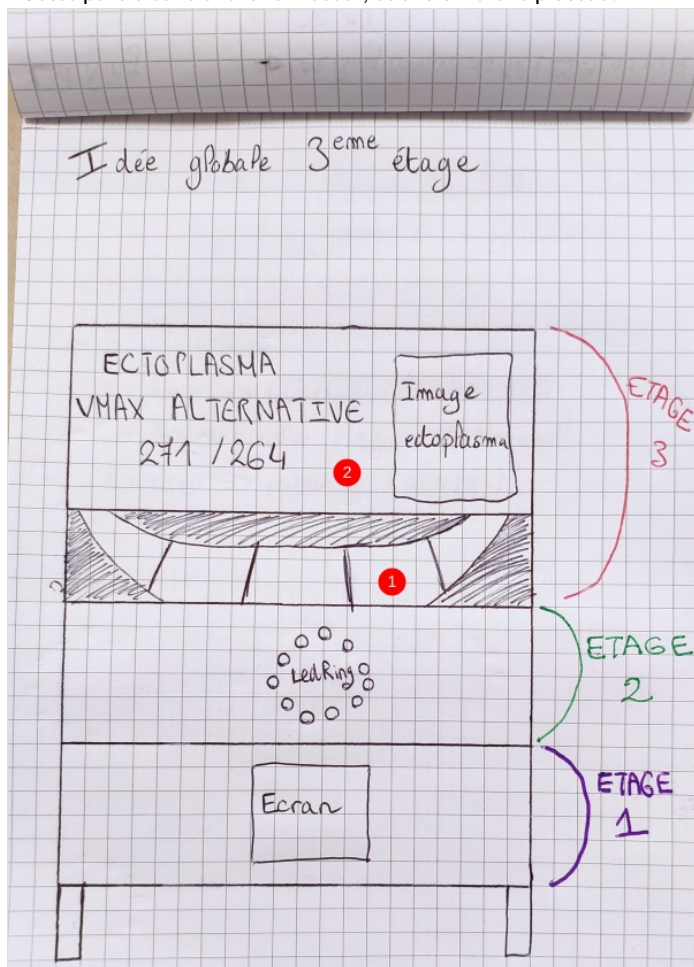 Idée globale 3eme étage
ECTOPLASMA
VMAX ALTERNATIVE
271 / 264
Image
ectoplasma
2
1
ETAGE
3
LedRing
ETAGE
2
Ecran
ETAGE
1